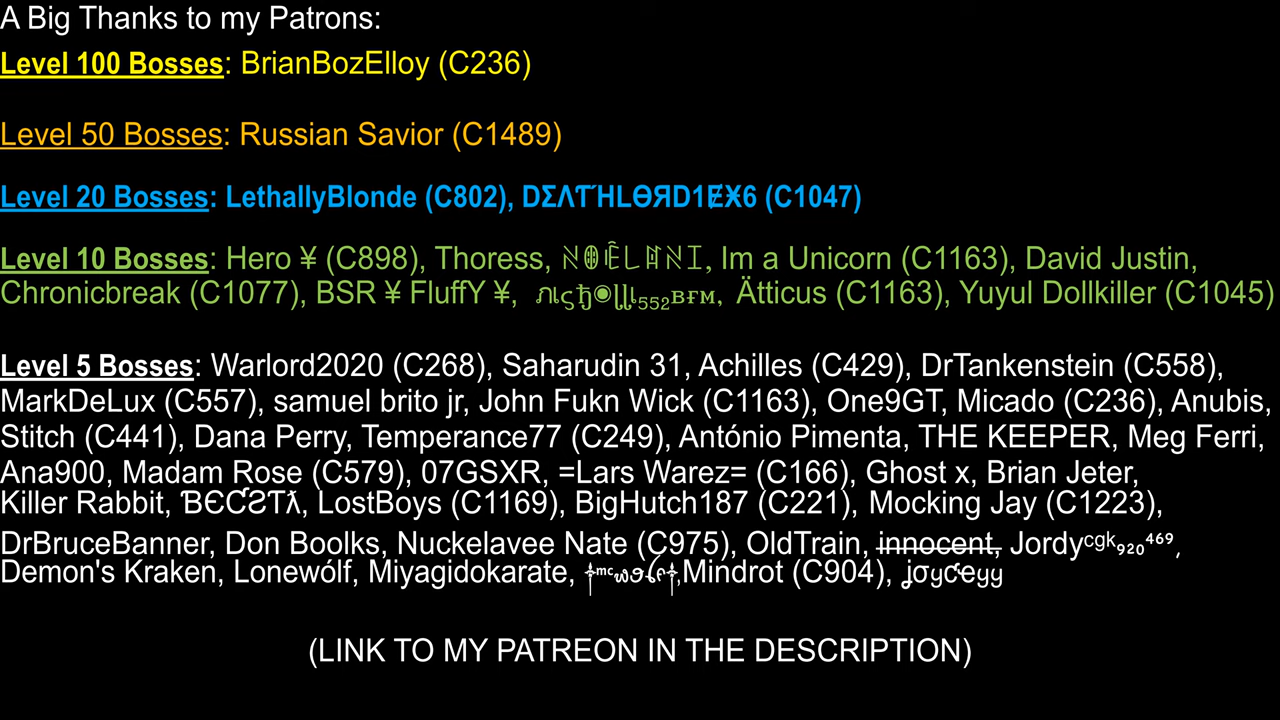 A Big Thanks to my Patrons:
Level 100 Bosses: BrianBozElloy (C236)
Level 50 Bosses: Russian Savior (C1489)
Level 20 Bosses: LethallyBlonde (C802), DΣΛƬΉLӨЯD1ɆӾ6 (C1047)
Level 10 Bosses: Hero ¥ (C898), Thoress, Im a Unicorn (C1163), David Justin,
Chronicbreak (C1077), BSR ¥ FluffY ¥, Ätticus (C1163), Yuyul Dollkiller (C1045)
Level 5 Bosses: Warlord2020 (C268), Saharudin 31, Achilles (C429), DrTankenstein (C558),
MarkDeLux (C557), samuel brito jr, John Fukn Wick (C1163), One9GT, Micado (C236), Anubis,
Stitch (C441), Dana Perry, Temperance77 (C249), António Pimenta, THE KEEPER, Meg Ferri,
Ana900, Madam Rose (C579), 07GSXR, =Lars Warez= (C166), Ghost x, Brian Jeter,
Killer Rabbit, ƁЄƇƧƬƛ, LostBoys (C1169), BigHutch187 (C221), Mocking Jay (C1223),
DrBruceBanner, Don Boolks, Nuckelavee Nate (C975), OldTrain, innocent, Jordyᶜᵍᵏ₉₂₀⁴⁶⁹,
Demon's Kraken, Lonewólf, Miyagidokarate, Mindrot (C904), ʝσყƈҽყყ
(LINK TO MY PATREON IN THE DESCRIPTION)